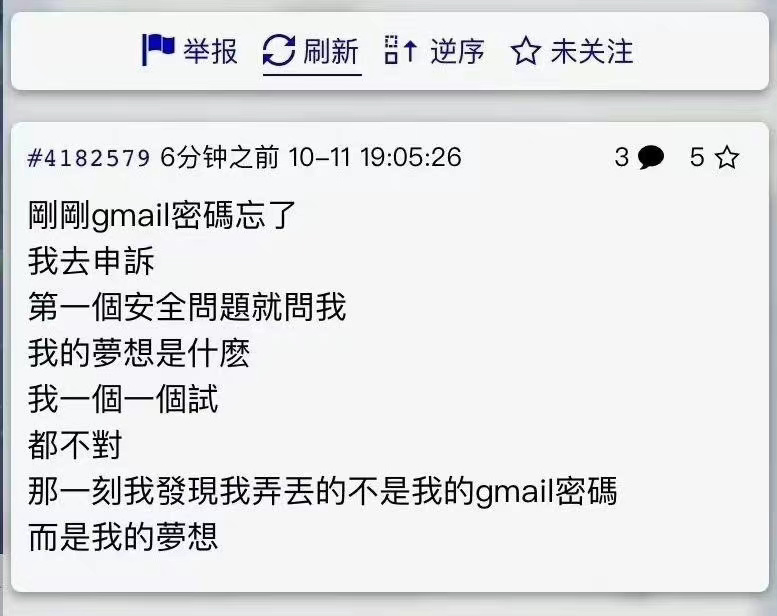 举报 刷新 逆序 未关注
#4182579 6分钟之前 10-11 19:05:26 3 5
剛剛gmail密碼忘了
我去申訴
第一個安全問題就問我
我的夢想是什麽
我一個一個試
都不對
那一刻我發現我弄丟的不是我的gmail密碼
而是我的夢想